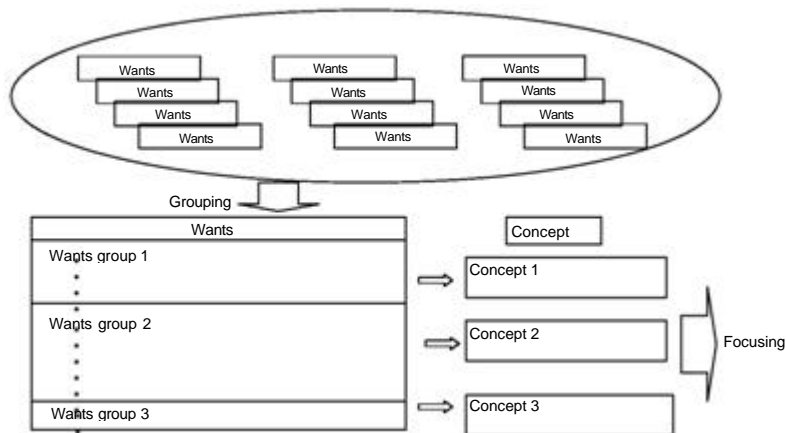 Wants Wants Wants
Wants Wants Wants
Wants Wants Wants
Wants Wants Wants
Grouping
Wants
Concept
Wants group 1
Concept 1
Wants group 2
Concept 2
Focusing
Wants group 3
Concept 3